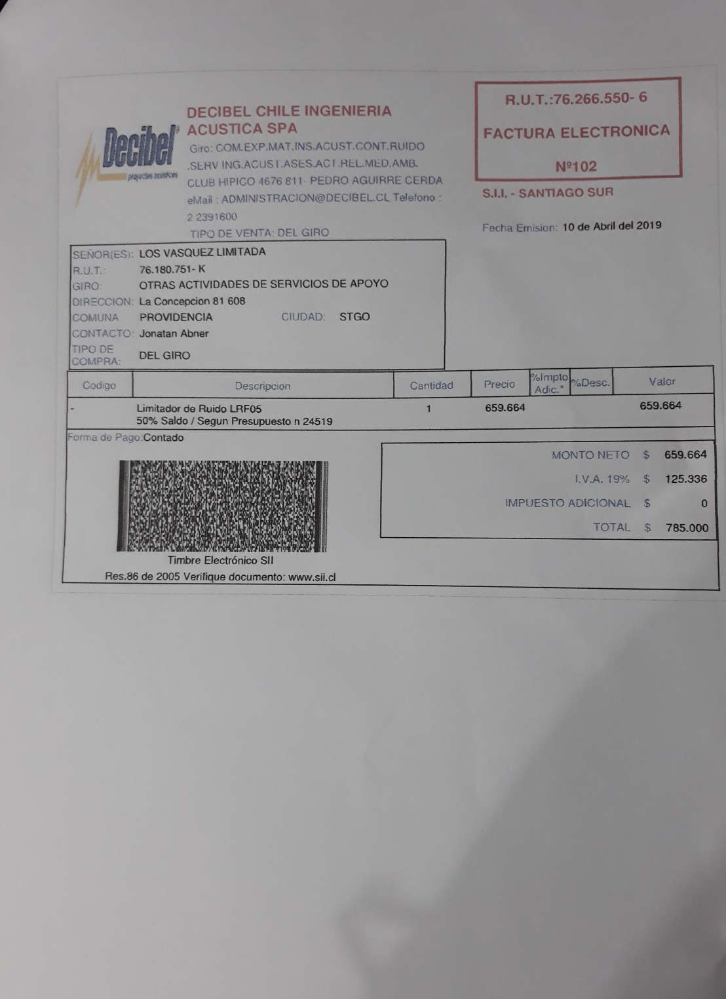 Decibel
proyectos acústicos
DECIBEL CHILE INGENIERIA
ACUSTICA SPA
Giro: COM.EXP.MAT.INS.ACUST.CONT.RUIDO
.SERV ING.ACUST.ASES.ACT.REL.MED.AMB.
CLUB HIPICO 4676 811- PEDRO AGUIRRE CERDA
eMail : ADMINISTRACION@DECIBEL.CL Telefono :
2 2391600
TIPO DE VENTA: DEL GIRO
R.U.T.:76.266.550- 6
FACTURA ELECTRONICA
Nº102
S.I.I. - SANTIAGO SUR
Fecha Emision: 10 de Abril del 2019
SEÑOR(ES): LOS VASQUEZ LIMITADA
R.U.T.: 76.180.751- K
GIRO: OTRAS ACTIVIDADES DE SERVICIOS DE APOYO
DIRECCION: La Concepcion 81 608
COMUNA PROVIDENCIA CIUDAD: STGO
CONTACTO: Jonatan Abner
TIPO DE
COMPRA: DEL GIRO
Codigo Descripcion Cantidad Precio %Impto Adic.* %Desc. Valor
- Limitador de Ruido LRF05 1 659.664 659.664
50% Saldo / Segun Presupuesto n 24519
Forma de Pago:Contado
MONTO NETO $ 659.664
I.V.A. 19% $ 125.336
IMPUESTO ADICIONAL $ 0
TOTAL $ 785.000
Timbre Electrónico SII
Res.86 de 2005 Verifique documento: www.sii.cl